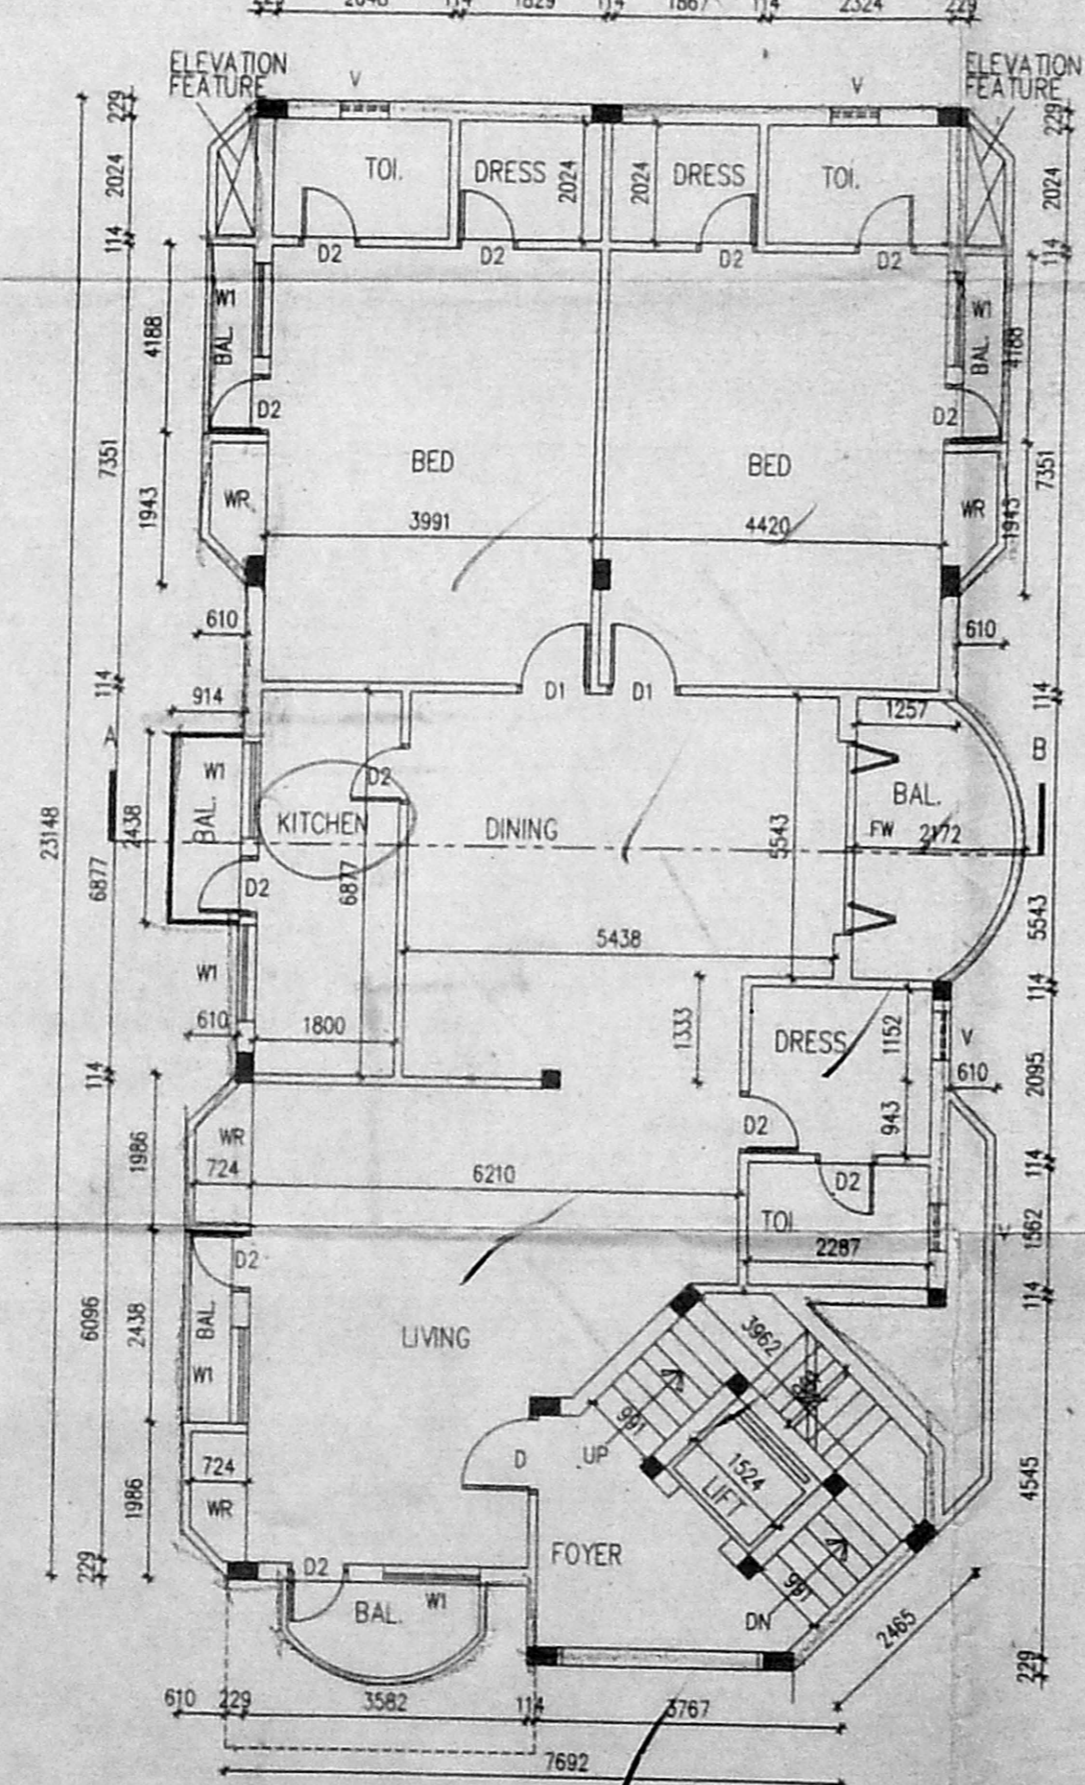 2048 114 1829 114 1867 114 2324 229
ELEVATION
FEATURE
V
V
ELEVATION
FEATURE
229
229
TOI.
DRESS
DRESS
TOI.
2024
2024
2024
2024
114
D2
D2
D2
D2
114
W1
BAL.
W1
BAL.
4188
4188
D2
D2
7351
7351
BED
BED
1943
WR
WR
1943
3991
4420
610
610
114
D1
D1
114
914
1257
A
B
W1
BAL.
D2
BAL.
KITCHEN
DINING
FW
2172
2438
23148
6877
6877
5543
D2
5543
5438
W1
610
1800
1333
DRESS
1152
V
114
114
610
2095
943
D2
WR
724
1986
6210
114
D2
TOI.
V
1562
2287
D2
114
BAL.
W1
2438
6096
LIVING
3962
991
UP
D
1524
LIFT
724
WR
1986
4545
FOYER
229
D2
W1
BAL.
991
DN
2465
229
610 229 3582 114 3767
7692